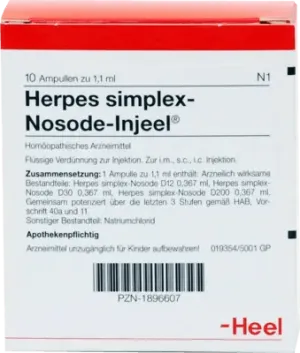 10 Ampullen zu 1,1 ml N1
Herpes simplex-
Nosode-Injeel®
Homöopathisches Arzneimittel
Flüssige Verdünnung zur Injektion. Zur i.m., s.c., i.c. Injektion.
Zusammensetzung: 1 Ampulle zu 1,1 ml enthält: Arzneilich wirksame
Bestandteile: Herpes simplex-Nosode D12 0,367 ml, Herpes simplex-
Nosode D30 0,367 ml, Herpes simplex-Nosode D200 0,367 ml.
Gemeinsam potenziert über die letzten 3 Stufen gemäß HAB, Vor-
schrift 40a und 11.
Sonstiger Bestandteil: Natriumchlorid
Apothekenpflichtig
Arzneimittel unzugänglich für Kinder aufbewahren! 019354/5001 GP
PZN-1896607
-Heel